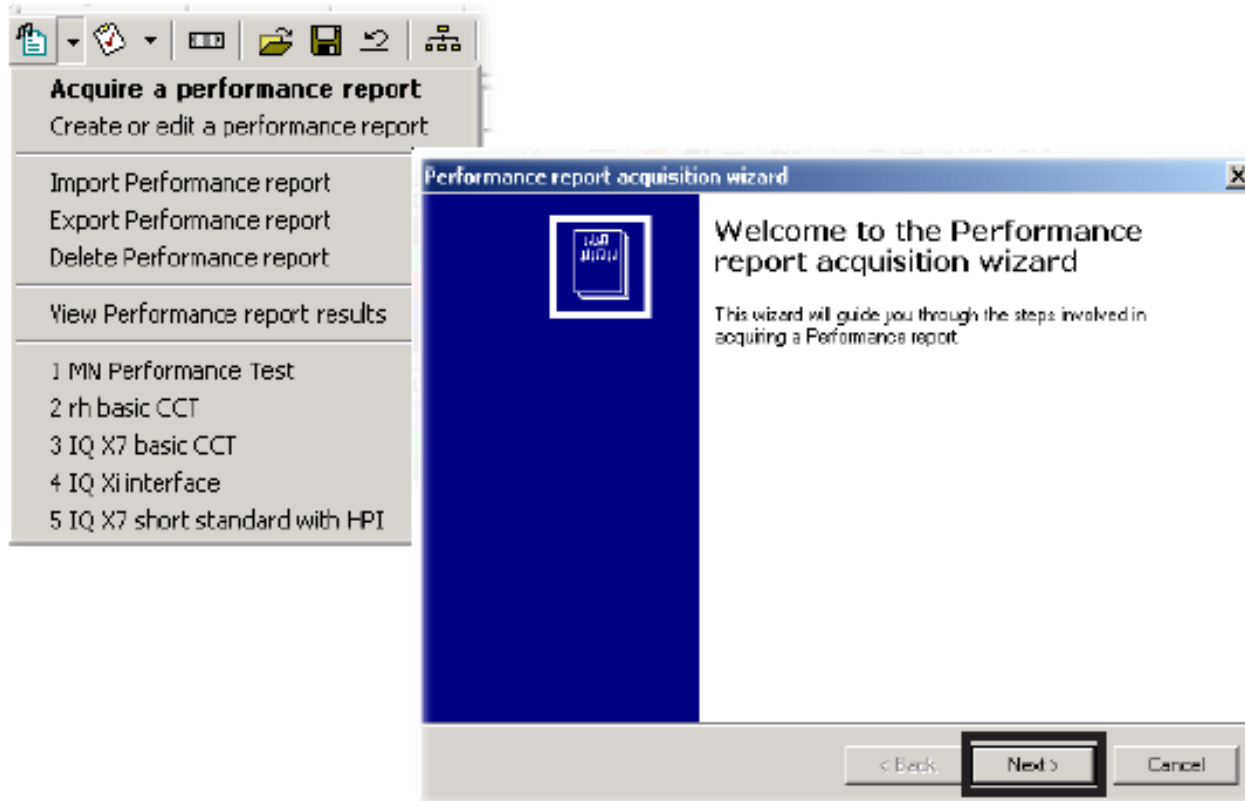 Acquire a performance report
Create or edit a performance report
Import Performance report
Export Performance report
Delete Performance report
View Performance report results
1 MN Performance Test
2 rh basic CCT
3 IQ X7 basic CCT
4 IQ Xi interface
5 IQ X7 short standard with HPI
Performance report acquisition wizard
Welcome to the Performance
report acquisition wizard
This wizard will guide you through the steps involved in
acquiring a Performance report
< Back
Next >
Cancel